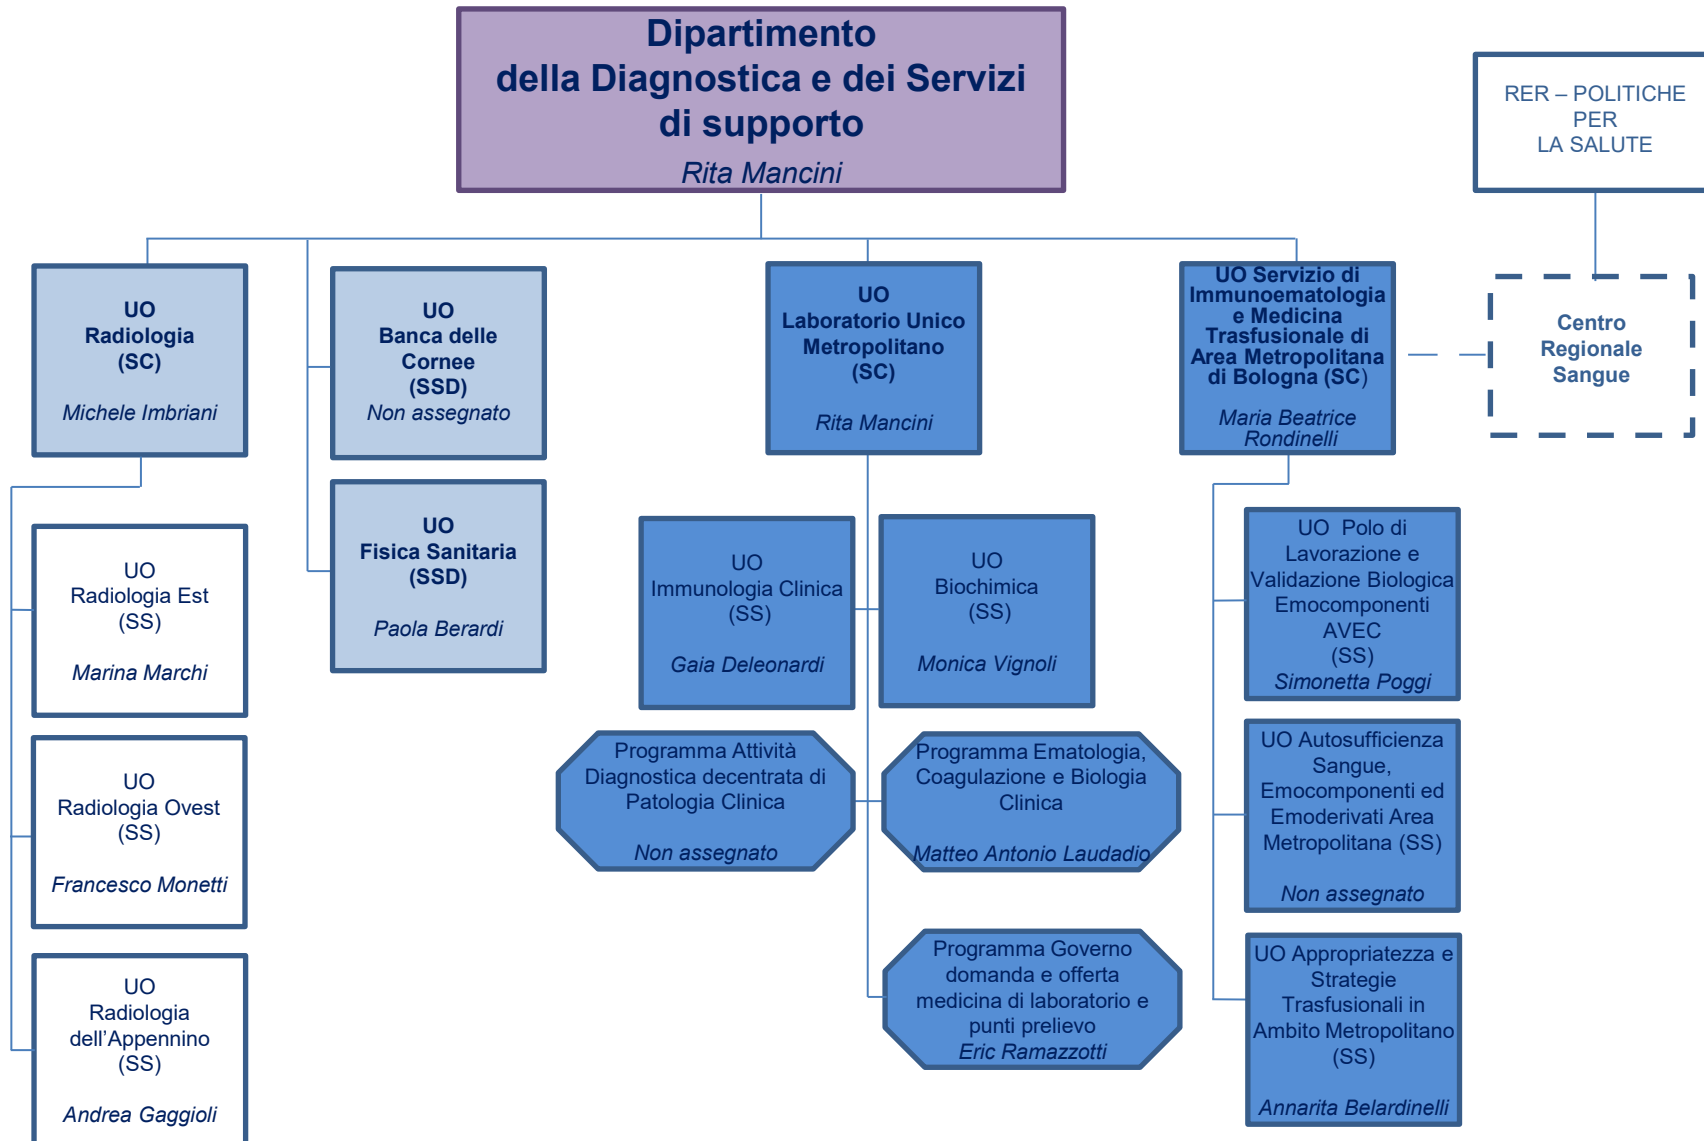 Dipartimento
della Diagnostica e dei Servizi
di supporto
Rita Mancini
RER – POLITICHE
PER
LA SALUTE
UO
Radiologia
(SC)
Michele Imbriani
UO
Banca delle
Cornee
(SSD)
Non assegnato
UO
Laboratorio Unico
Metropolitano
(SC)
Rita Mancini
UO Servizio di
Immunoematologia
e Medicina
Trasfusionale di
Area Metropolitana
di Bologna (SC)
Maria Beatrice
Rondinelli
Centro
Regionale
Sangue
UO
Fisica Sanitaria
(SSD)
Paola Berardi
UO
Radiologia Est
(SS)
Marina Marchi
UO
Radiologia Ovest
(SS)
Francesco Monetti
UO
Radiologia
dell’Appennino
(SS)
Andrea Gaggioli
UO
Immunologia Clinica
(SS)
Gaia Deleonardi
UO
Biochimica
(SS)
Monica Vignoli
Programma Attività
Diagnostica decentrata di
Patologia Clinica
Non assegnato
Programma Ematologia,
Coagulazione e Biologia
Clinica
Matteo Antonio Laudadio
Programma Governo
domanda e offerta
medicina di laboratorio e
punti prelievo
Eric Ramazzotti
UO Polo di
Lavorazione e
Validazione Biologica
Emocomponenti
AVEC
(SS)
Simonetta Poggi
UO Autosufficienza
Sangue,
Emocomponenti ed
Emoderivati Area
Metropolitana (SS)
Non assegnato
UO Appropriatezza e
Strategie
Trasfusionali in
Ambito Metropolitano
(SS)
Annarita Belardinelli